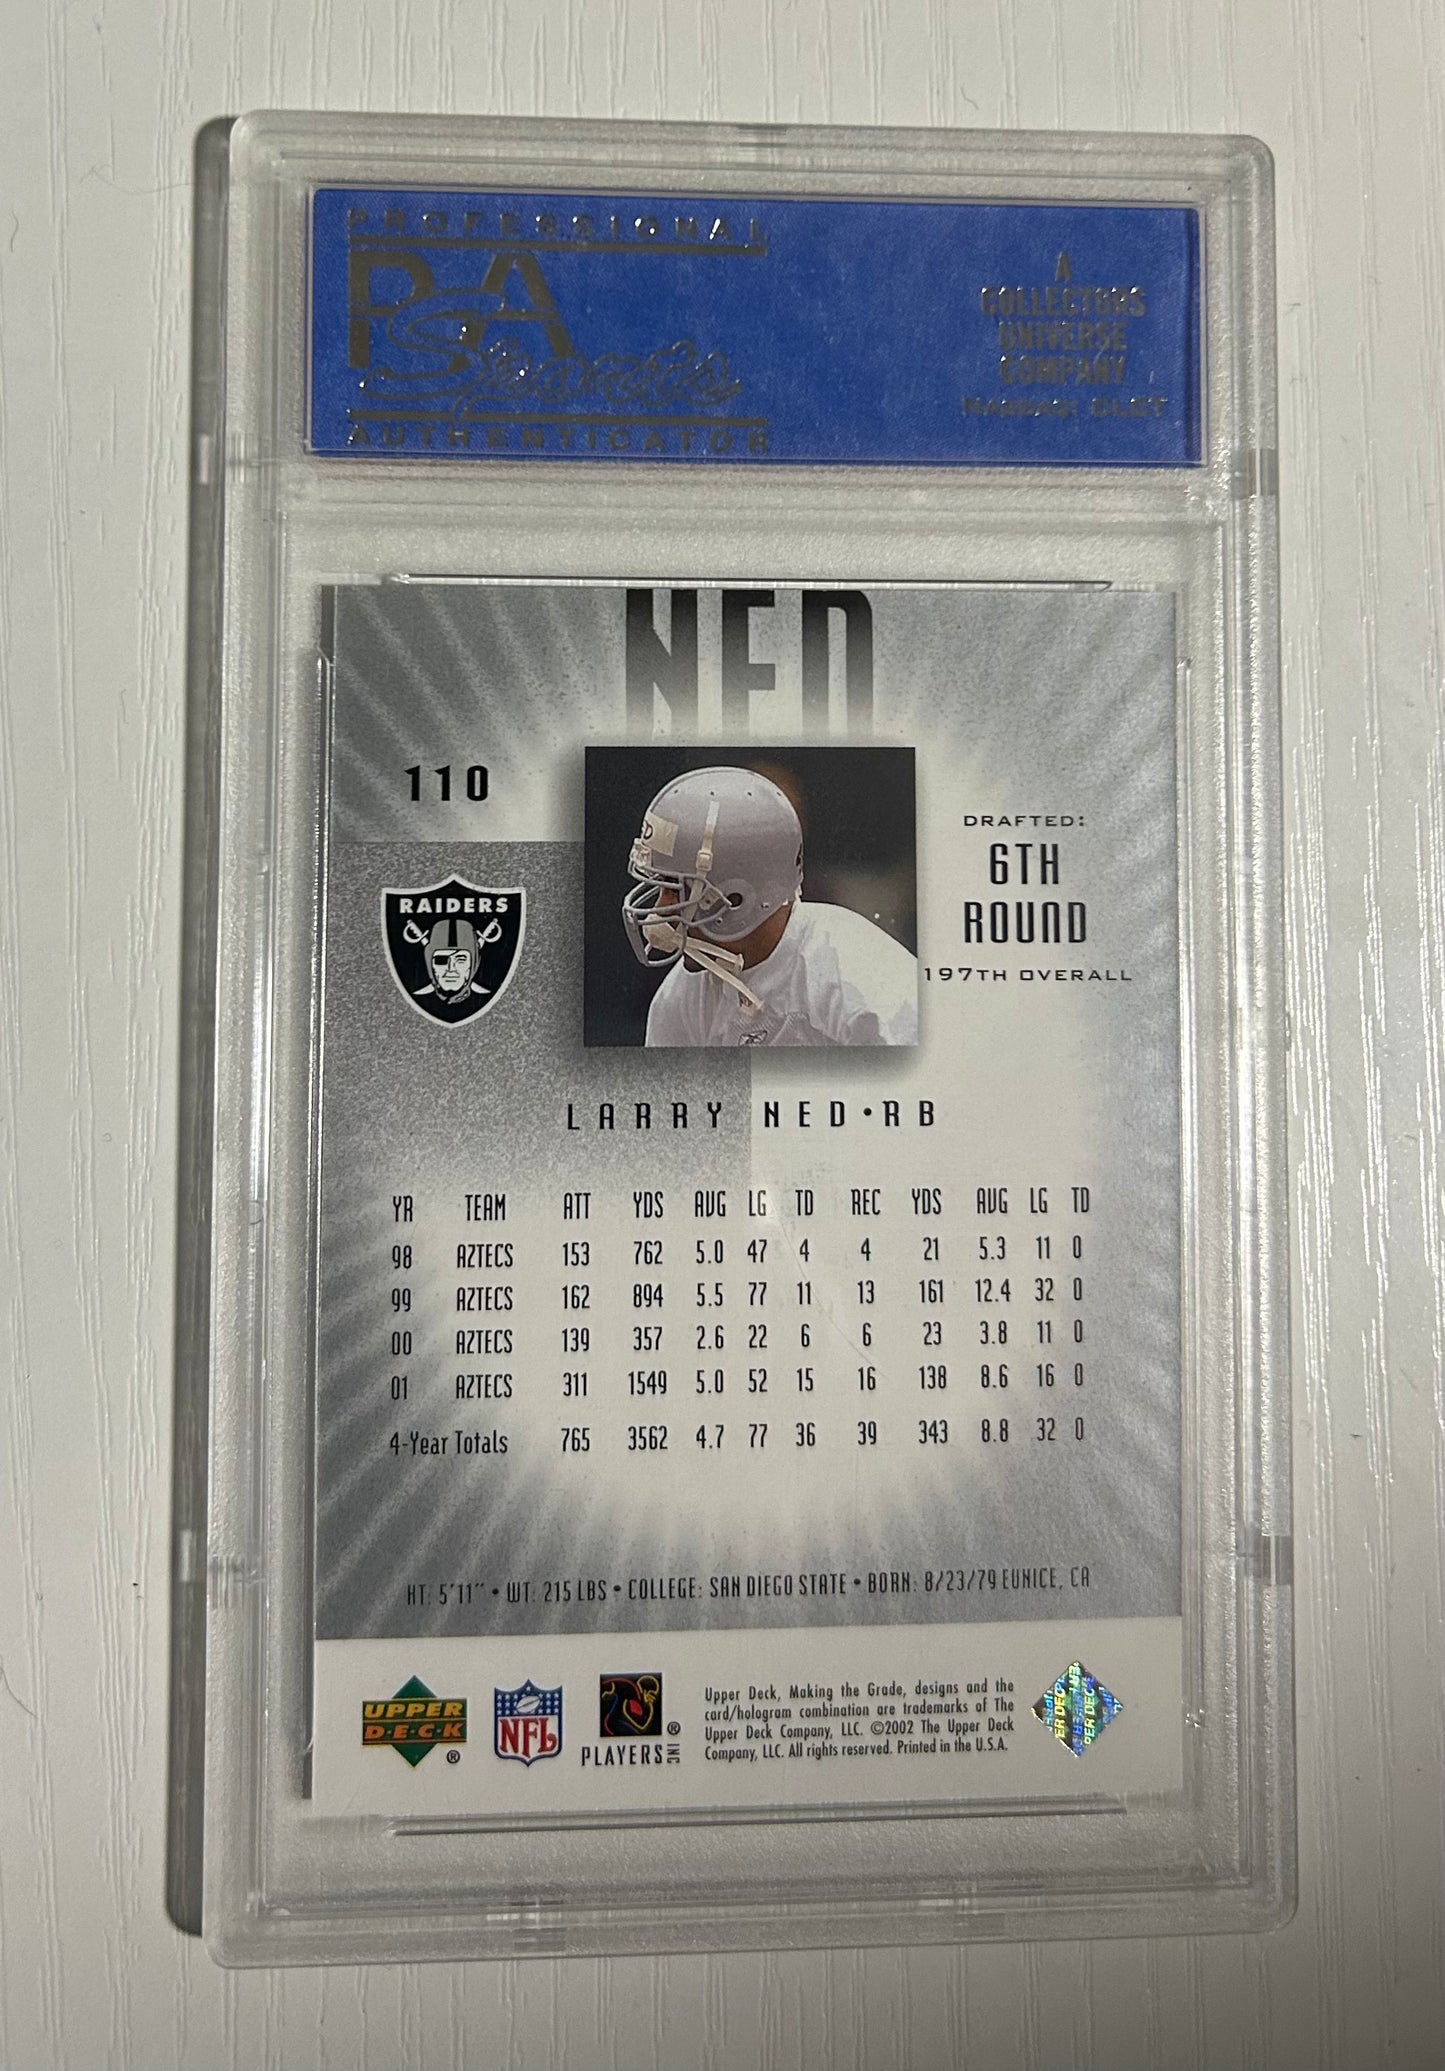 PROFESSIONAL
PSA
Sports
AUTHENTICATOR
A
COLLECTORS
UNIVERSE
COMPANY
NASDAQ: CLCT
NED
110
RAIDERS
DRAFTED:
6TH
ROUND
197TH OVERALL
LARRY NED•RB
YR TEAM ATT YDS AVG LG TD REC YDS AVG LG TD
98 AZTECS 153 762 5.0 47 4 4 21 5.3 11 0
99 AZTECS 162 894 5.5 77 11 13 161 12.4 32 0
00 AZTECS 139 357 2.6 22 6 6 23 3.8 11 0
01 AZTECS 311 1549 5.0 52 15 16 138 8.6 16 0
4-Year Totals 765 3562 4.7 77 36 39 343 8.8 32 0
HT: 5'11" • WT: 215 LBS • COLLEGE: SAN DIEGO STATE • BORN: 8/23/79 EUNICE, CA
UPPER
D•E•C•K
®
NFL
PLAYERS INC ®
Upper Deck, Making the Grade, designs and the
card/hologram combination are trademarks of The
Upper Deck Company, LLC. ©2002 The Upper Deck
Company, LLC. All rights reserved. Printed in the U.S.A.